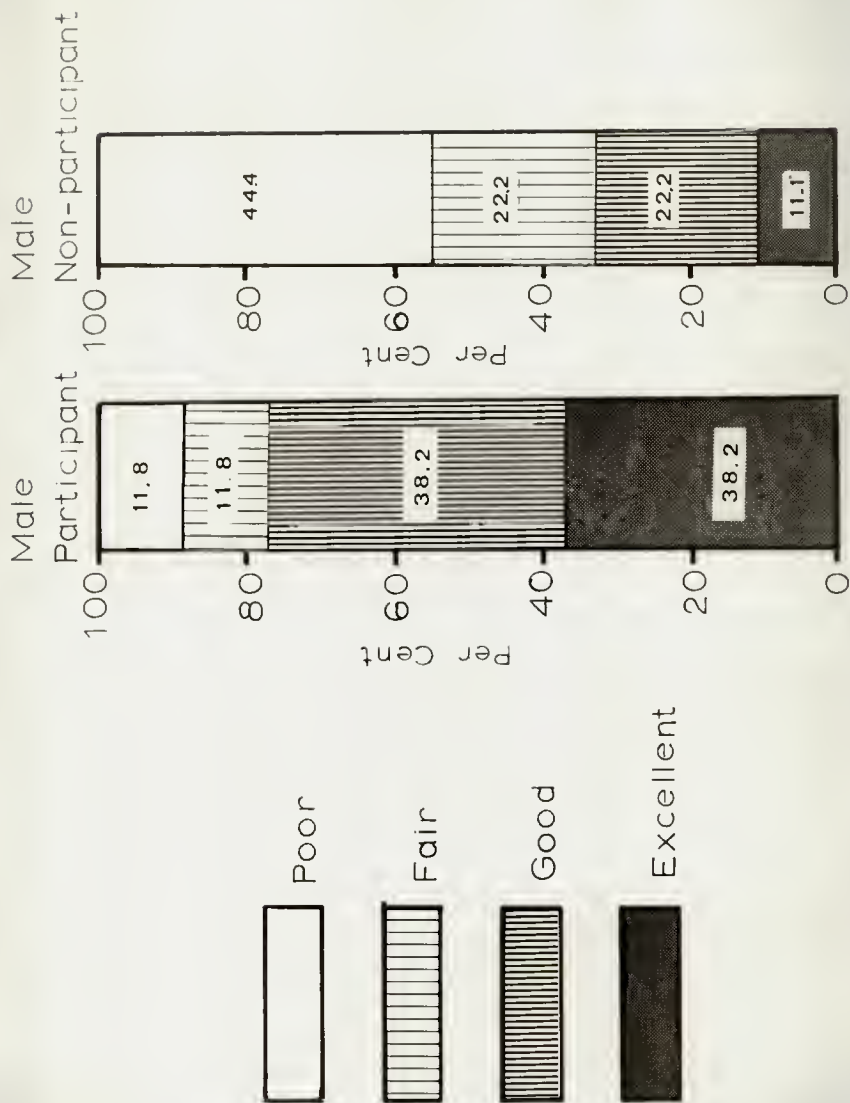 Male
Participant
100
80
60
40
20
0
Per Cent
11.8
11.8
38.2
38.2
Male
Non-participant
100
80
60
40
20
0
Per Cent
44.4
22.2
22.2
11.1
Poor
Fair
Good
Excellent